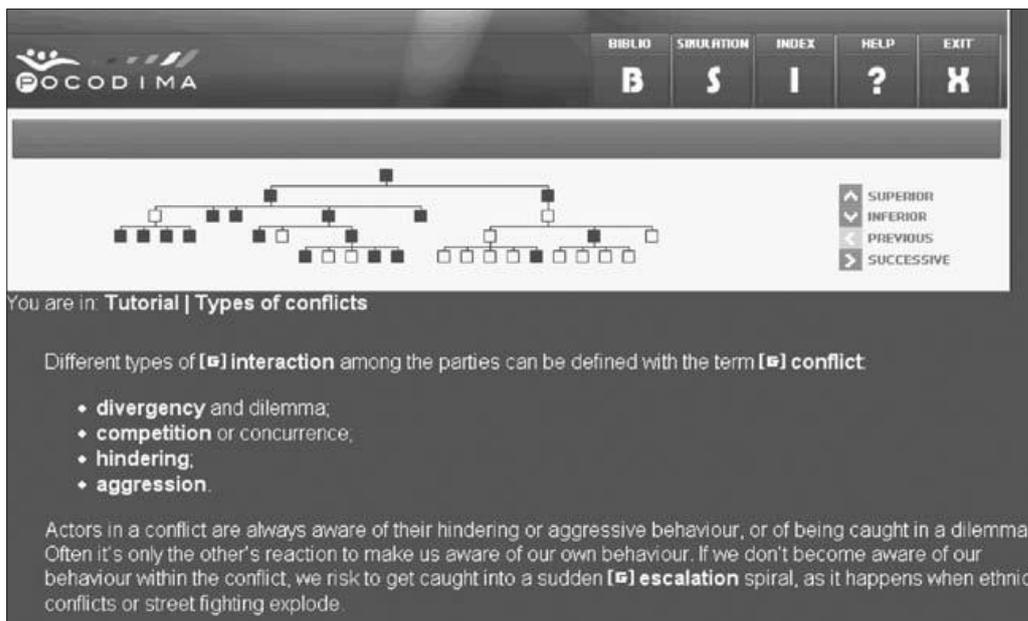 BIBLIO SIMULATION INDEX HELP EXIT
POCODIMA B S I ? X
SUPERIOR
INFERIOR
PREVIOUS
SUCCESSIVE
You are in: Tutorial | Types of conflicts
Different types of [G] interaction among the parties can be defined with the term [G] conflict:
• divergency and dilemma;
• competition or concurrence;
• hindering;
• aggression.
Actors in a conflict are always aware of their hindering or aggressive behaviour, or of being caught in a dilemma
Often it's only the other's reaction to make us aware of our own behaviour. If we don't become aware of our
behaviour within the conflict, we risk to get caught into a sudden [G] escalation spiral, as it happens when ethnic
conflicts or street fighting explode.